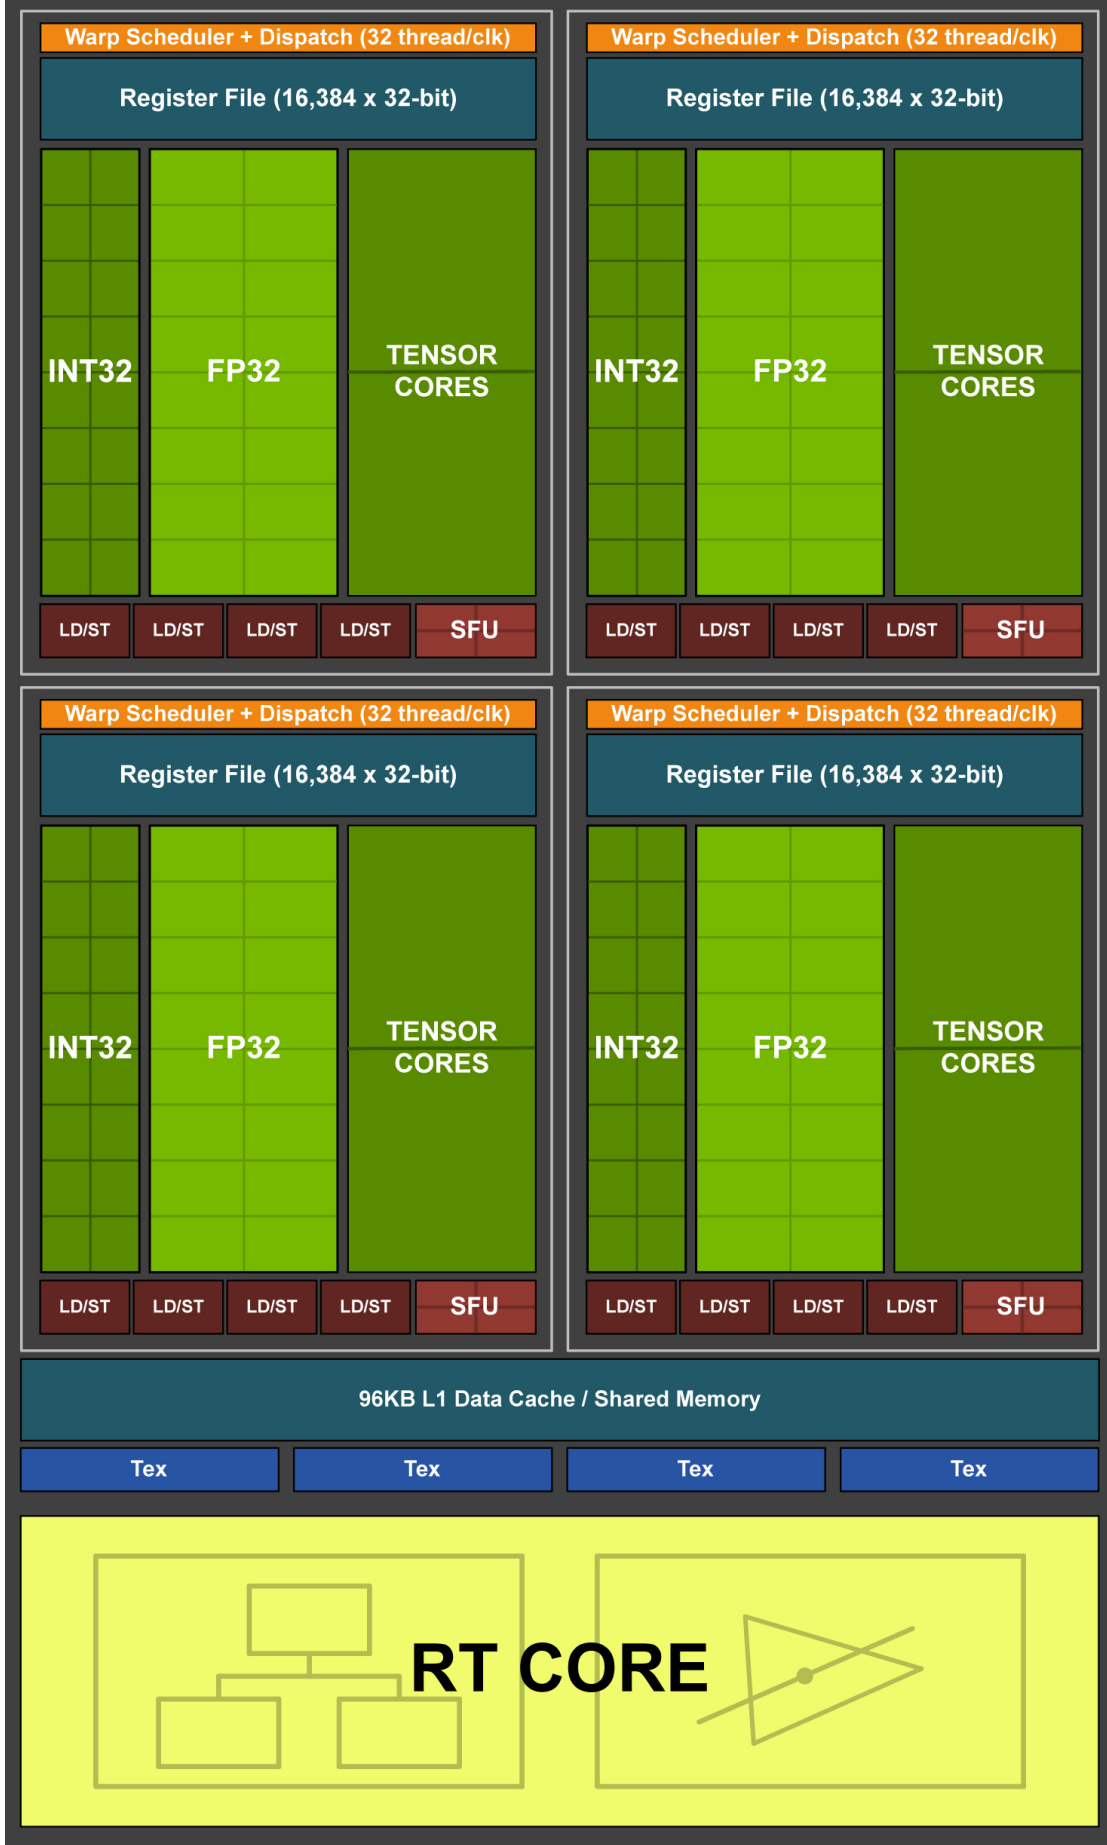 Warp Scheduler + Dispatch (32 thread/clk)
Register File (16,384 x 32-bit)
INT32
FP32
TENSOR
CORES
LD/ST
LD/ST
LD/ST
LD/ST
SFU
Warp Scheduler + Dispatch (32 thread/clk)
Register File (16,384 x 32-bit)
INT32
FP32
TENSOR
CORES
LD/ST
LD/ST
LD/ST
LD/ST
SFU
Warp Scheduler + Dispatch (32 thread/clk)
Register File (16,384 x 32-bit)
INT32
FP32
TENSOR
CORES
LD/ST
LD/ST
LD/ST
LD/ST
SFU
Warp Scheduler + Dispatch (32 thread/clk)
Register File (16,384 x 32-bit)
INT32
FP32
TENSOR
CORES
LD/ST
LD/ST
LD/ST
LD/ST
SFU
96KB L1 Data Cache / Shared Memory
Tex
Tex
Tex
Tex
RT CORE